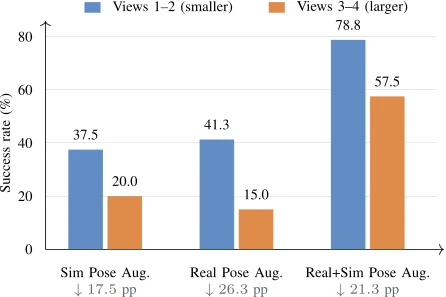 Views 1–2 (smaller) Views 3–4 (larger)
Success rate (%)
80
60
40
20
0
37.5
20.0
41.3
15.0
78.8
57.5
Sim Pose Aug. Real Pose Aug. Real+Sim Pose Aug.
↓ 17.5 pp ↓ 26.3 pp ↓ 21.3 pp